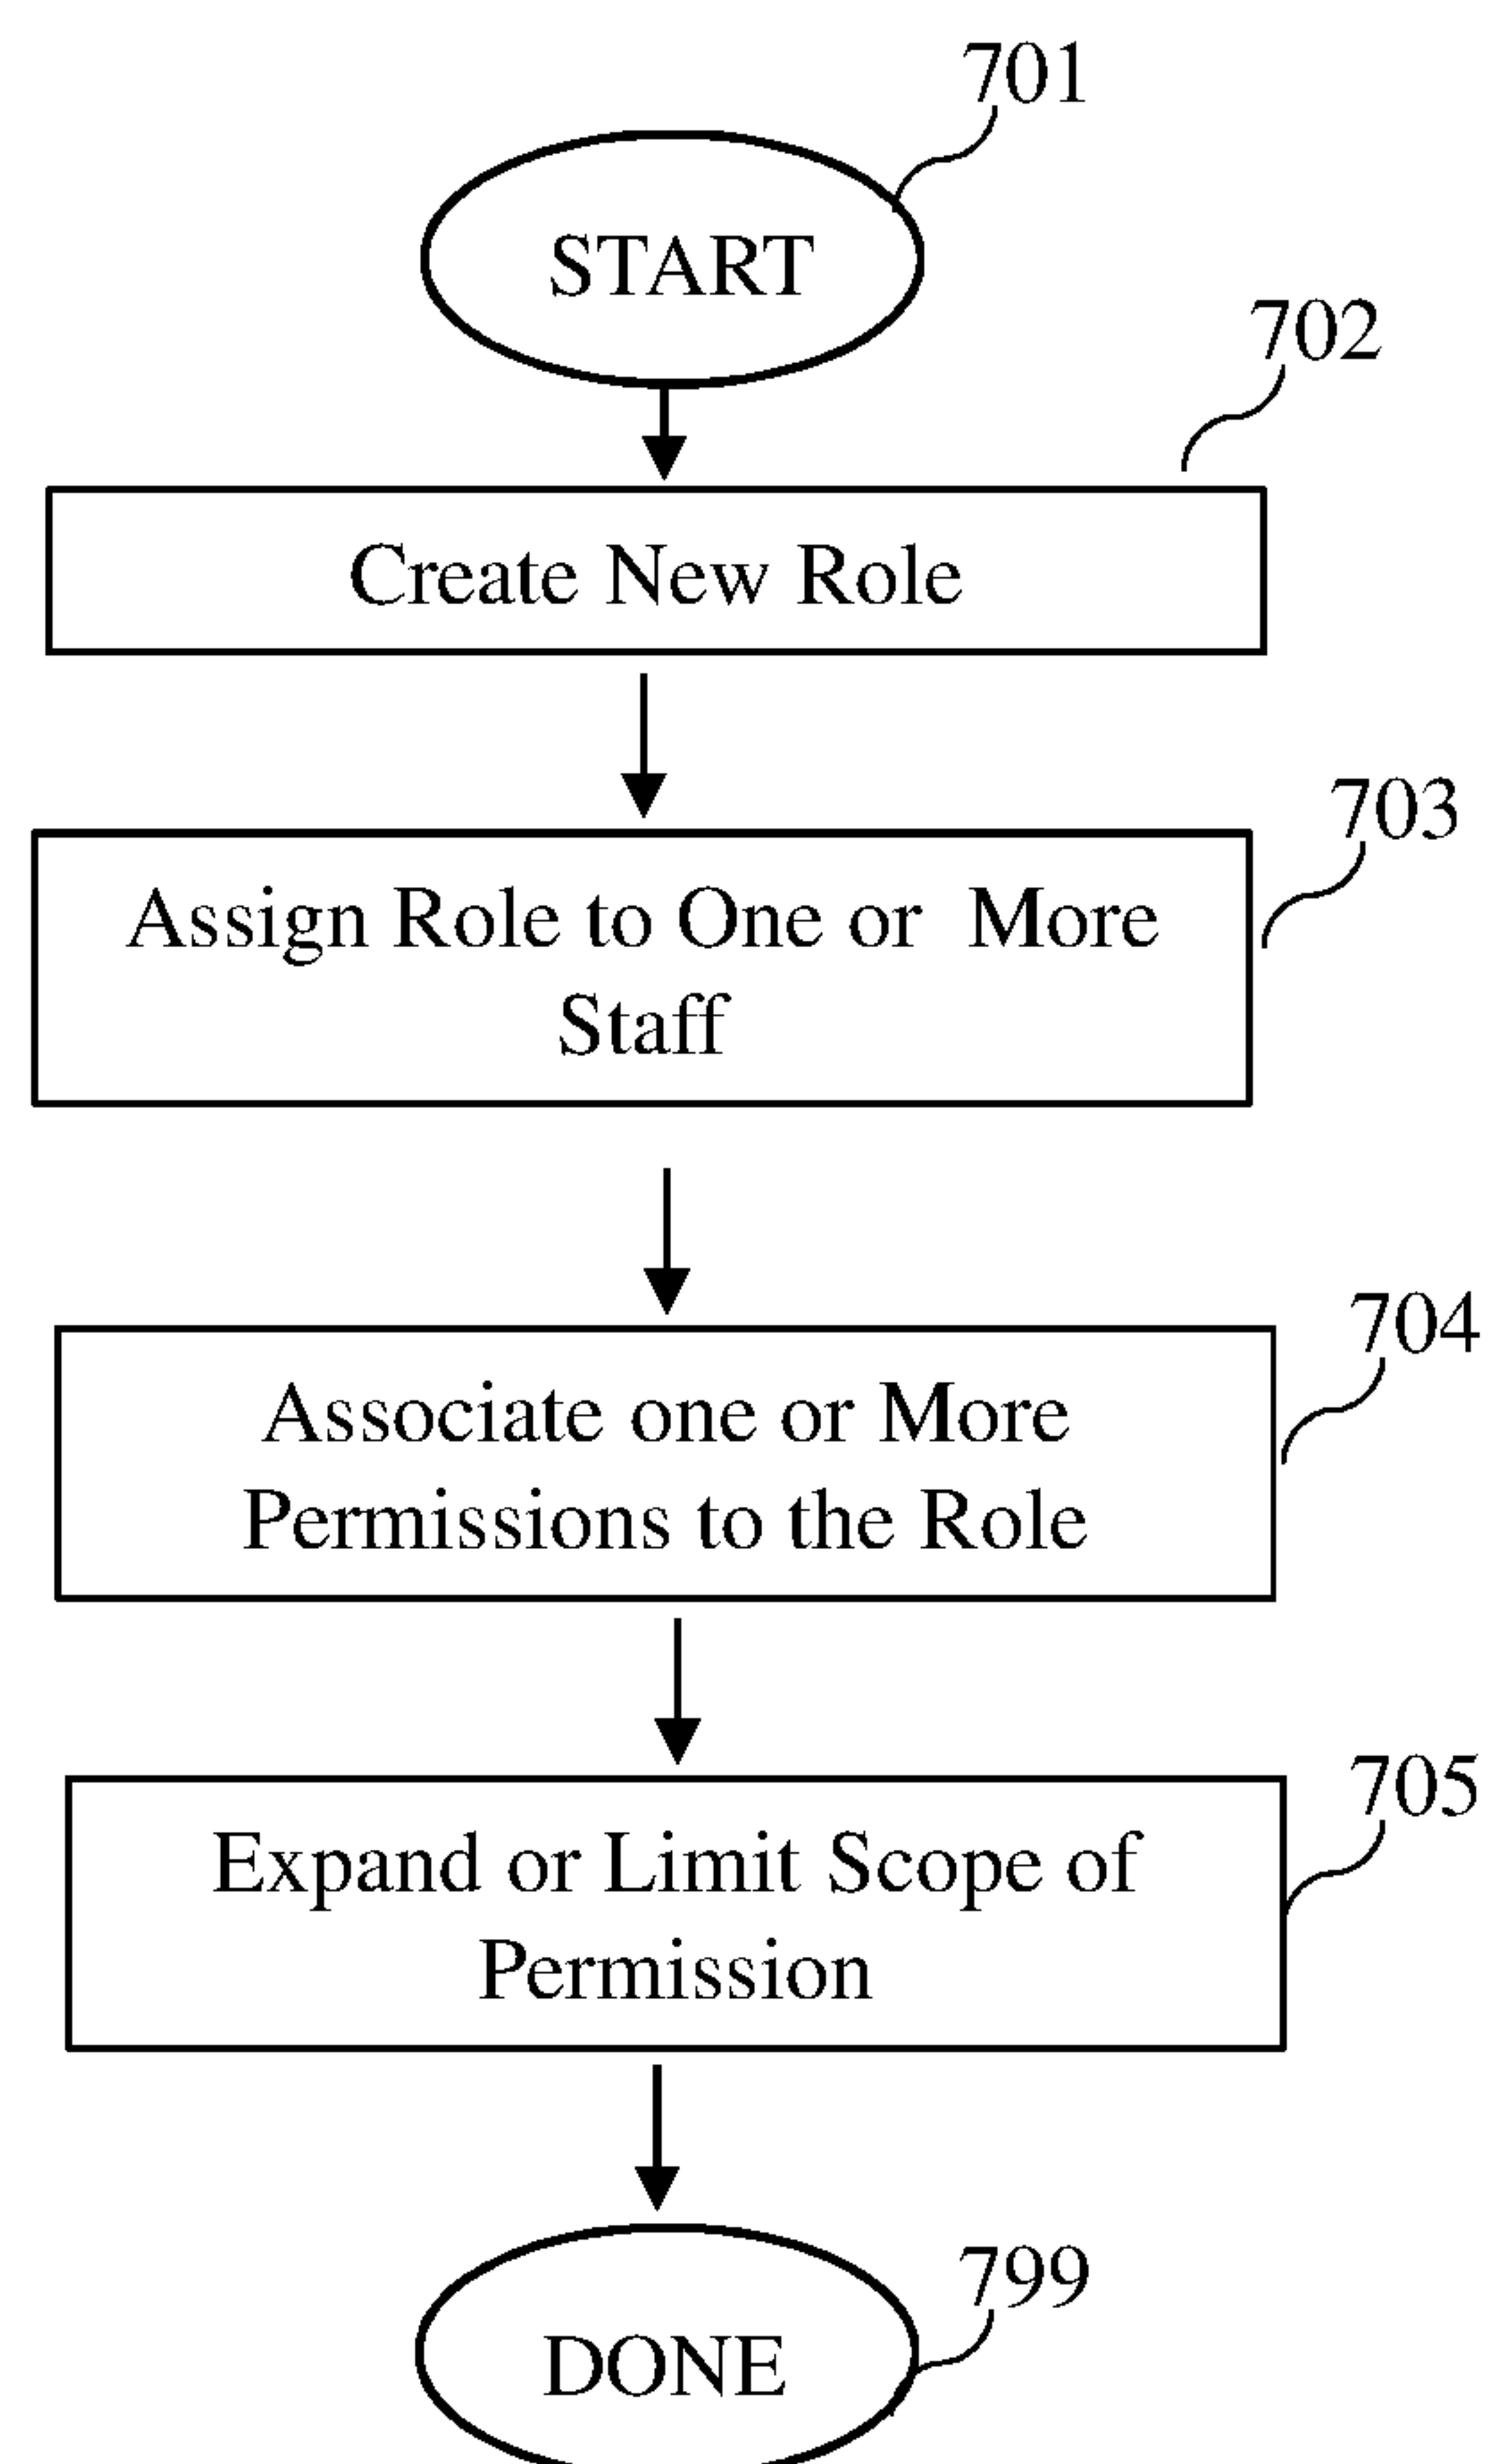 701
START
702
Create New Role
703
Assign Role to One or More
Staff
704
Associate one or More
Permissions to the Role
705
Expand or Limit Scope of
Permission
799
DONE